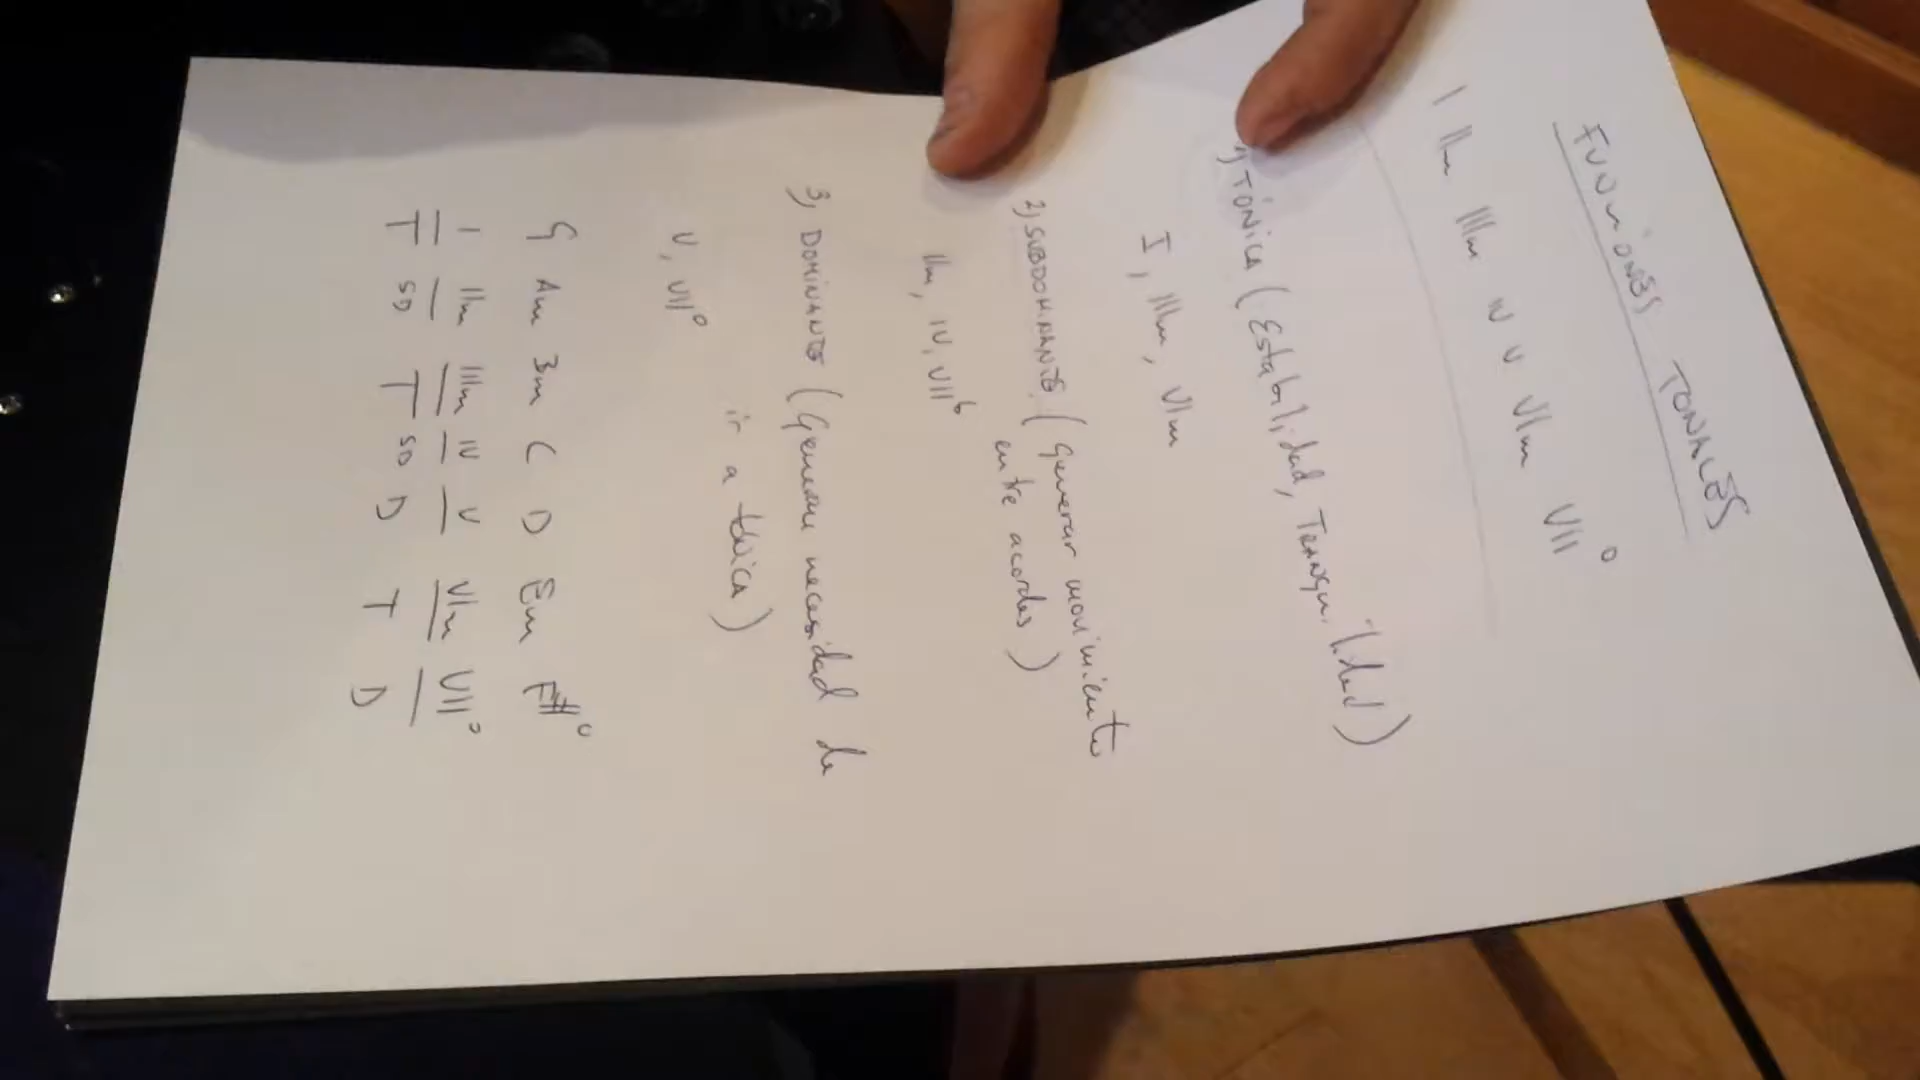 FUNCIONES TONALES
I IIm IIIm IV V VIm VII°
1) TÓNICA (Estabilidad, TRANQUilidad)
I, IIIm, VIm
2) SUBDOMINANTE (Generar movimiento
entre acordes)
IIm, IV, VII b
3) DOMINANTE (Generar necesidad de
ir a tónica)
V, VII°
G Am Bm C D Em F#°
I IIm IIIm IV V VIm VII°
T SD T SD D T D